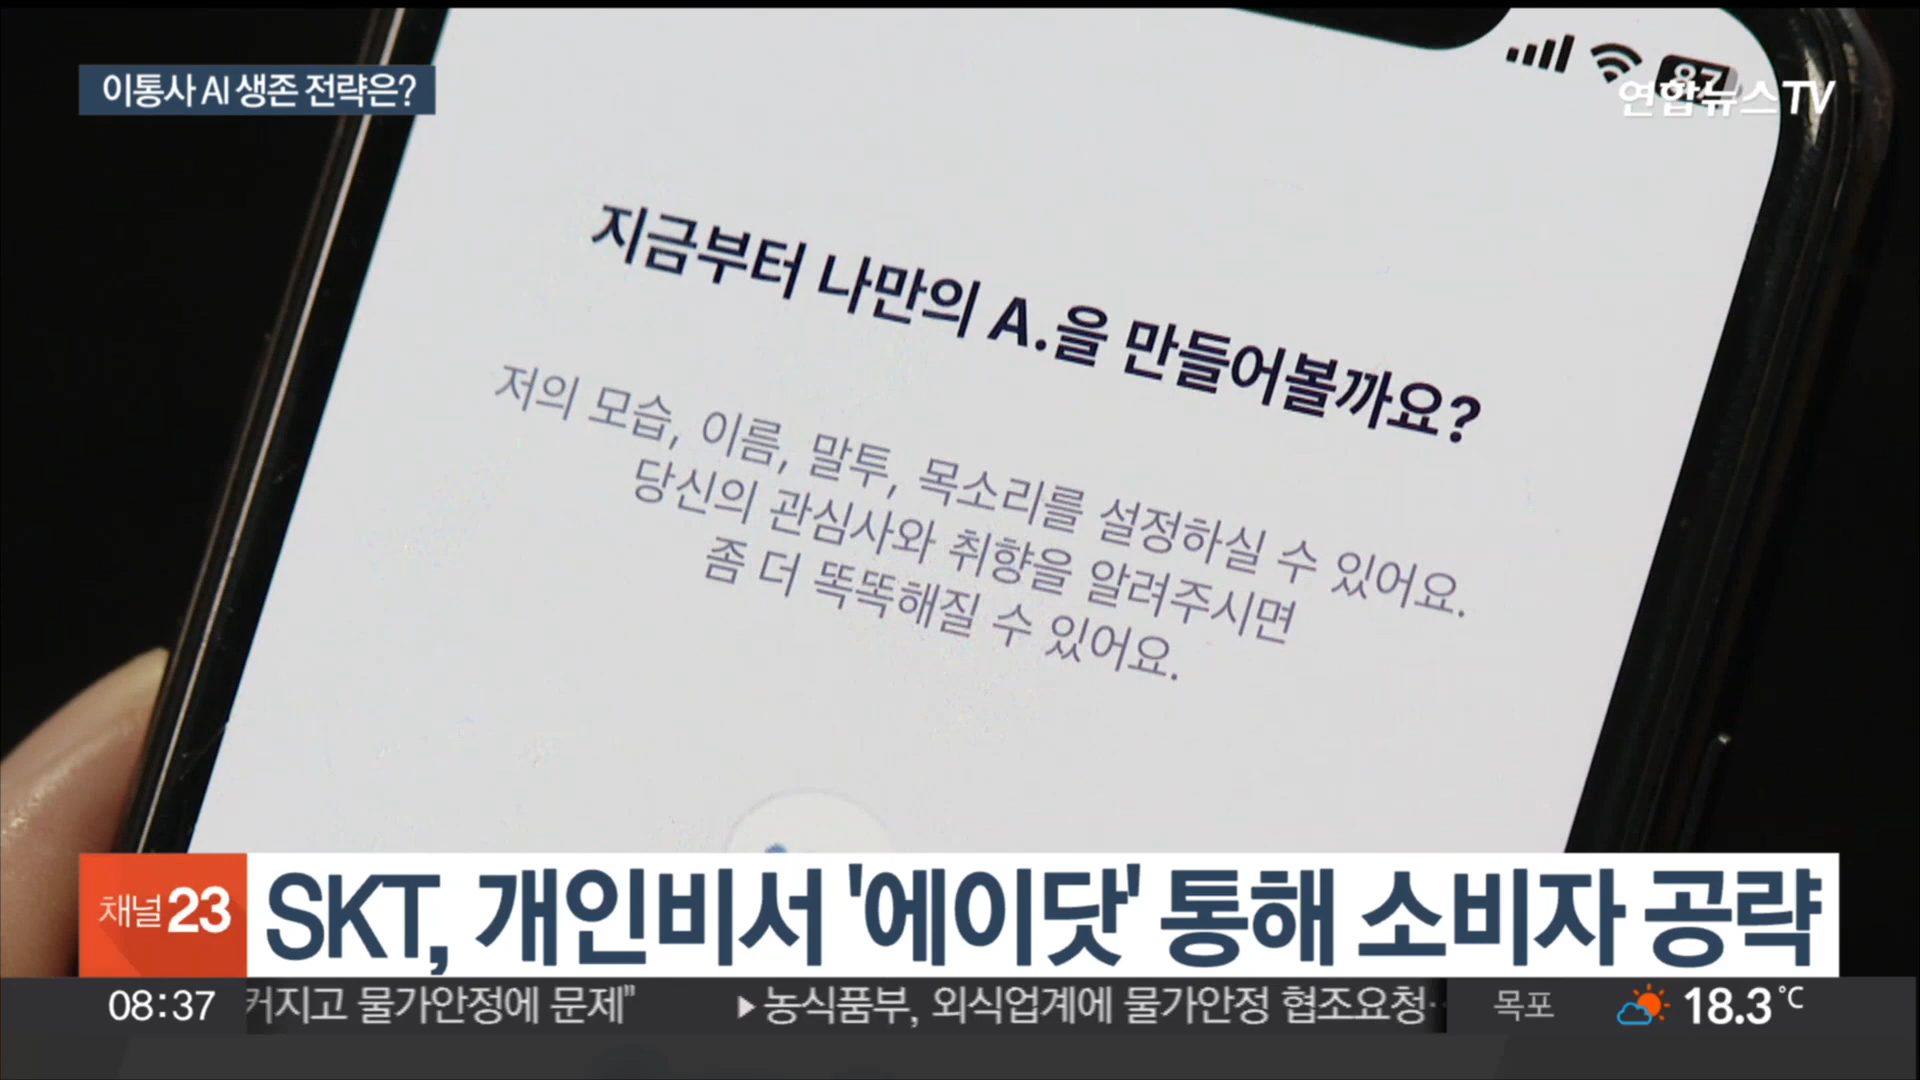 이통사 AI 생존 전략은?
87
연합뉴스TV
지금부터 나만의 A.을 만들어볼까요?
저의 모습, 이름, 말투, 목소리를 설정하실 수 있어요.
당신의 관심사와 취향을 알려주시면
좀 더 똑똑해질 수 있어요.
채널 23
SKT, 개인비서 '에이닷' 통해 소비자 공략
08:37
커지고 물가안정에 문제” ▶농식품부, 외식업계에 물가안정 협조요청…
목포
18.3℃